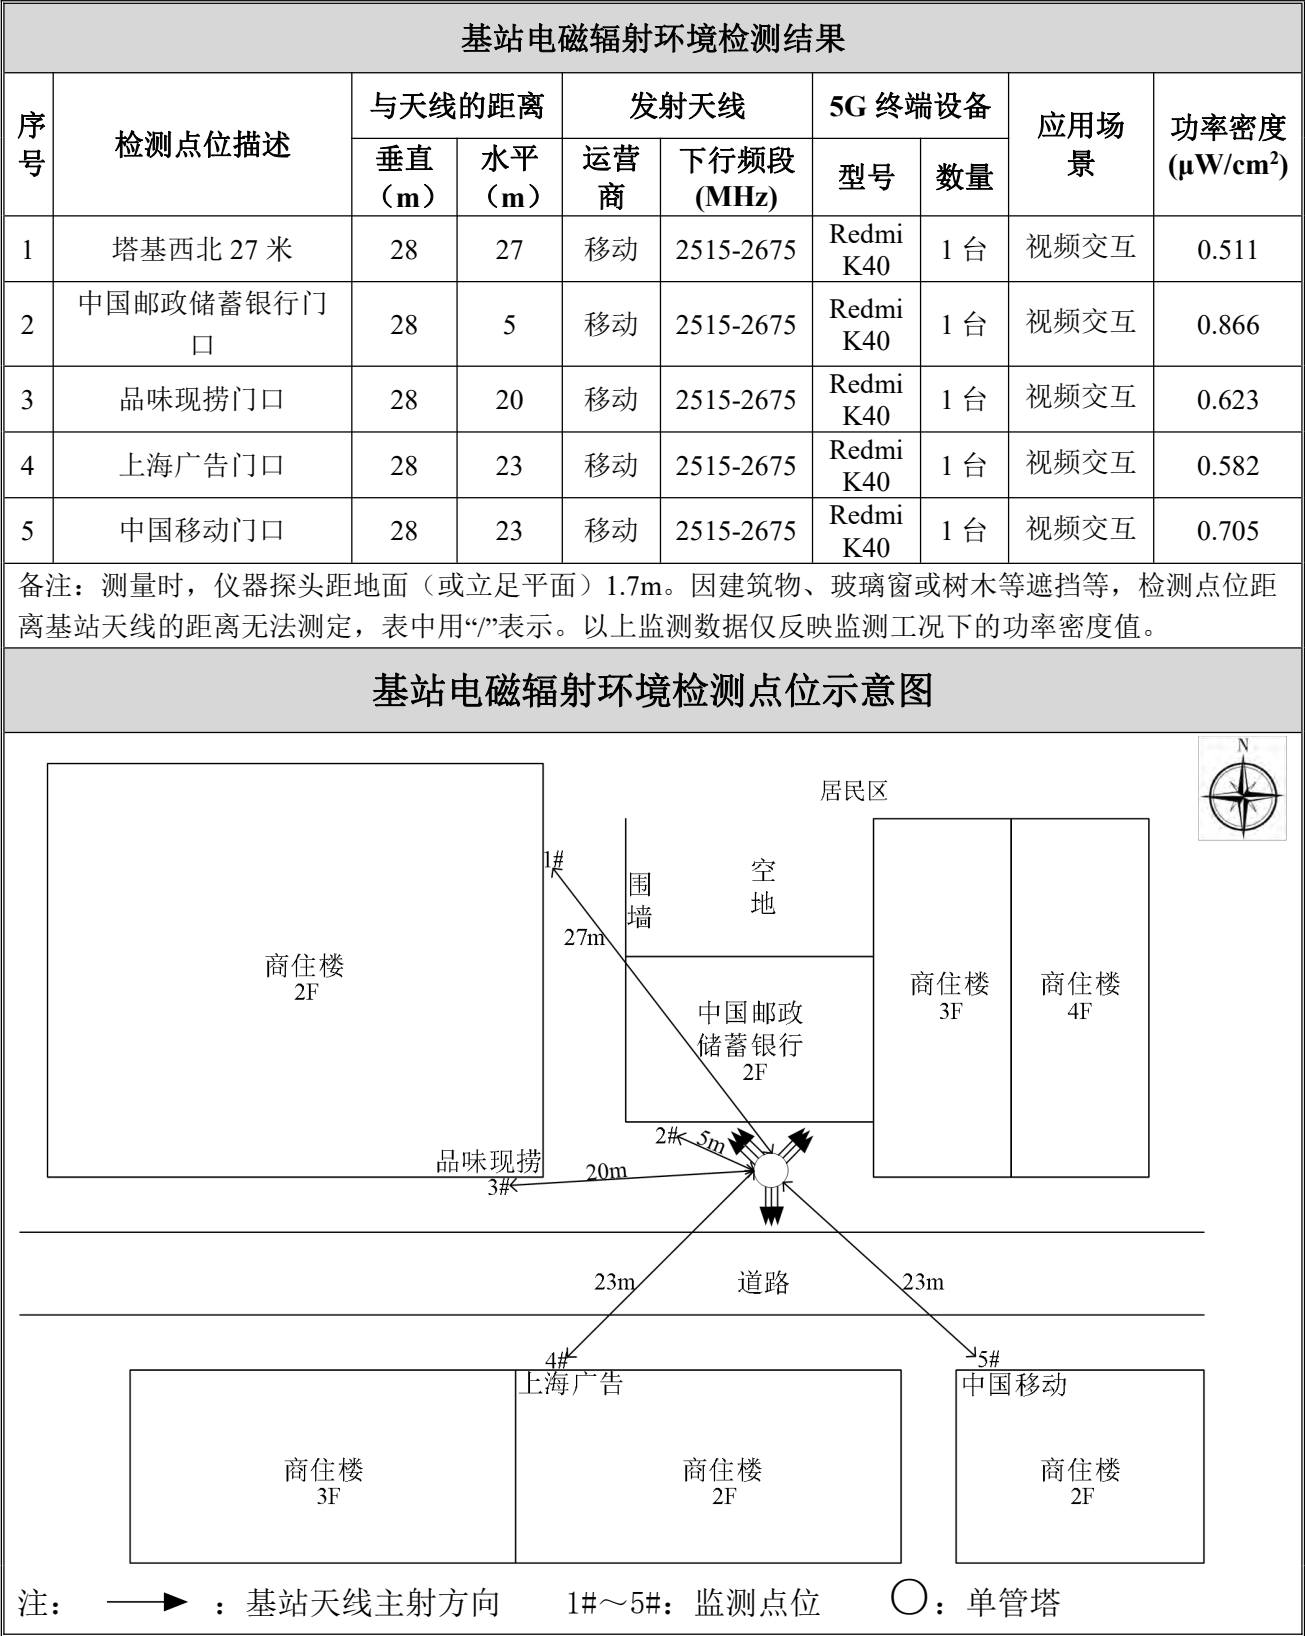 基站电磁辐射环境检测结果
序号 检测点位描述 与天线的距离 发射天线 5G 终端设备 应用场景 功率密度(μW/cm²)
垂直（m） 水平（m） 运营商 下行频段(MHz) 型号 数量
1 塔基西北 27 米 28 27 移动 2515-2675 Redmi K40 1 台 视频交互 0.511
2 中国邮政储蓄银行门口 28 5 移动 2515-2675 Redmi K40 1 台 视频交互 0.866
3 品味现捞门口 28 20 移动 2515-2675 Redmi K40 1 台 视频交互 0.623
4 上海广告门口 28 23 移动 2515-2675 Redmi K40 1 台 视频交互 0.582
5 中国移动门口 28 23 移动 2515-2675 Redmi K40 1 台 视频交互 0.705
备注：测量时，仪器探头距地面（或立足平面）1.7m。因建筑物、玻璃窗或树木等遮挡等，检测点位距
离基站天线的距离无法测定，表中用“/”表示。以上监测数据仅反映监测工况下的功率密度值。
基站电磁辐射环境检测点位示意图
N
居民区
1#
围墙
空地
27m
商住楼
2F
商住楼
3F
商住楼
4F
中国邮政
储蓄银行
2F
2#
5m
品味现捞
3#
20m
23m
道路
23m
4#
上海广告
5#
中国移动
商住楼
3F
商住楼
2F
商住楼
2F
注： ：基站天线主射方向 1#～5#：监测点位 ：单管塔